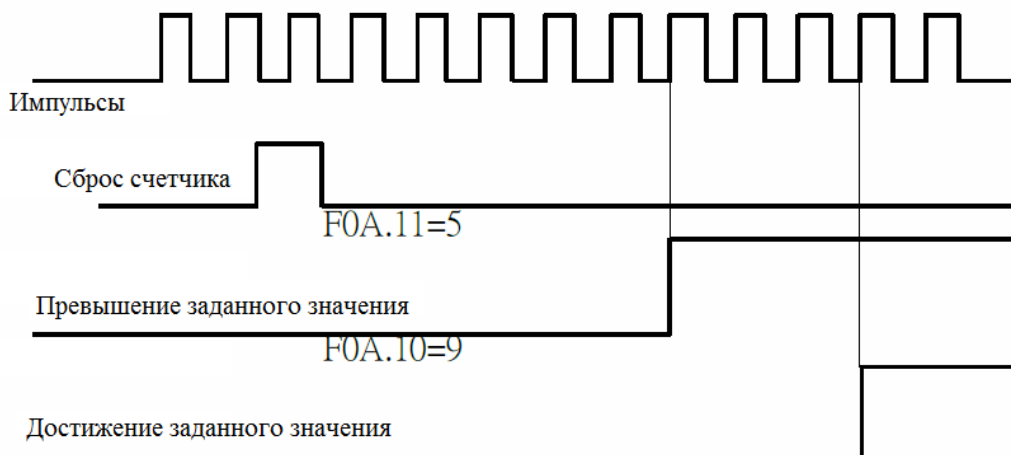 Импульсы
Сброс счетчика
F0A.11=5
Превышение заданного значения
F0A.10=9
Достижение заданного значения